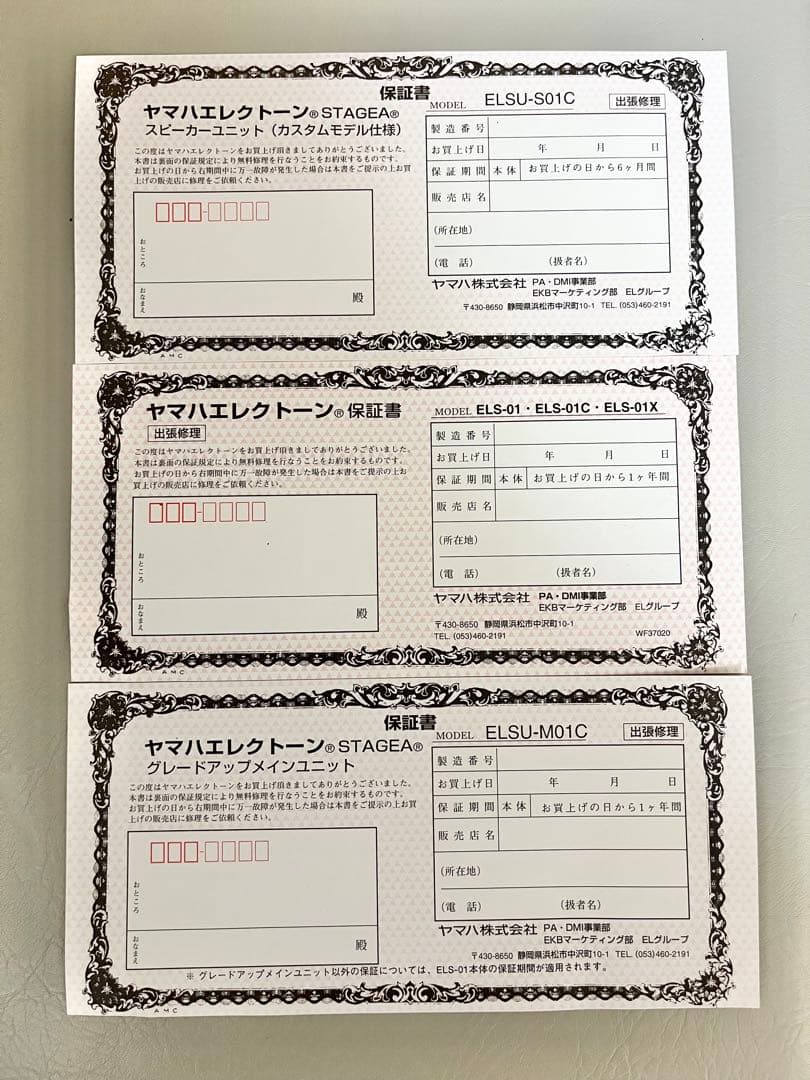 保証書
ヤマハエレクトーン® STAGEA®
スピーカーユニット（カスタムモデル仕様）
この度はヤマハエレクトーンをお買上げ頂きましてありがとうございました。
本書は裏面の保証規定により無料修理を行なうことをお約束するものです。
お買上げの日から右期間中に万一故障が発生した場合は本書をご提示の上お買
上げの販売店に修理をご依頼ください。
おところ
おなまえ
殿
MODEL ELSU-S01C
出張修理
製造番号
お買上げ日 年 月 日
保証期間 本体 お買上げの日から6ヶ月間
販売店名
(所在地)
(電 話) (扱者名)
ヤマハ株式会社 PA・DMI事業部
EKBマーケティング部 ELグループ
〒430-8650 静岡県浜松市中沢町10-1 TEL. (053)460-2191
AMC
ヤマハエレクトーン® 保証書
出張修理
この度はヤマハエレクトーンをお買上げ頂きましてありがとうございました。
本書は裏面の保証規定により無料修理を行なうことをお約束するものです。
お買上げの日から右期間中に万一故障が発生した場合は本書をご提示の上お
買上げの販売店に修理をご依頼ください。
おところ
おなまえ
殿
MODEL ELS-01・ELS-01C・ELS-01X
製造番号
お買上げ日 年 月 日
保証期間 本体 お買上げの日から1ヶ年間
販売店名
(所在地)
(電 話) (扱者名)
ヤマハ株式会社 PA・DMI事業部
EKBマーケティング部 ELグループ
〒430-8650 静岡県浜松市中沢町10-1
TEL. (053)460-2191 WF37020
AMC
保証書
ヤマハエレクトーン® STAGEA®
グレードアップメインユニット
この度はヤマハエレクトーンをお買上げ頂きましてありがとうございました。
本書は裏面の保証規定により無料修理を行なうことをお約束するものです。
お買上げの日から右期間中に万一故障が発生した場合は本書をご提示の上お買
上げの販売店に修理をご依頼ください。
おところ
おなまえ
殿
MODEL ELSU-M01C
出張修理
製造番号
お買上げ日 年 月 日
保証期間 本体 お買上げの日から1ヶ年間
販売店名
(所在地)
(電 話) (扱者名)
ヤマハ株式会社 PA・DMI事業部
EKBマーケティング部 ELグループ
〒430-8650 静岡県浜松市中沢町10-1 TEL. (053)460-2191
※ グレードアップメインユニット以外の保証については、ELS-01本体の保証期間が適用されます。
AMC